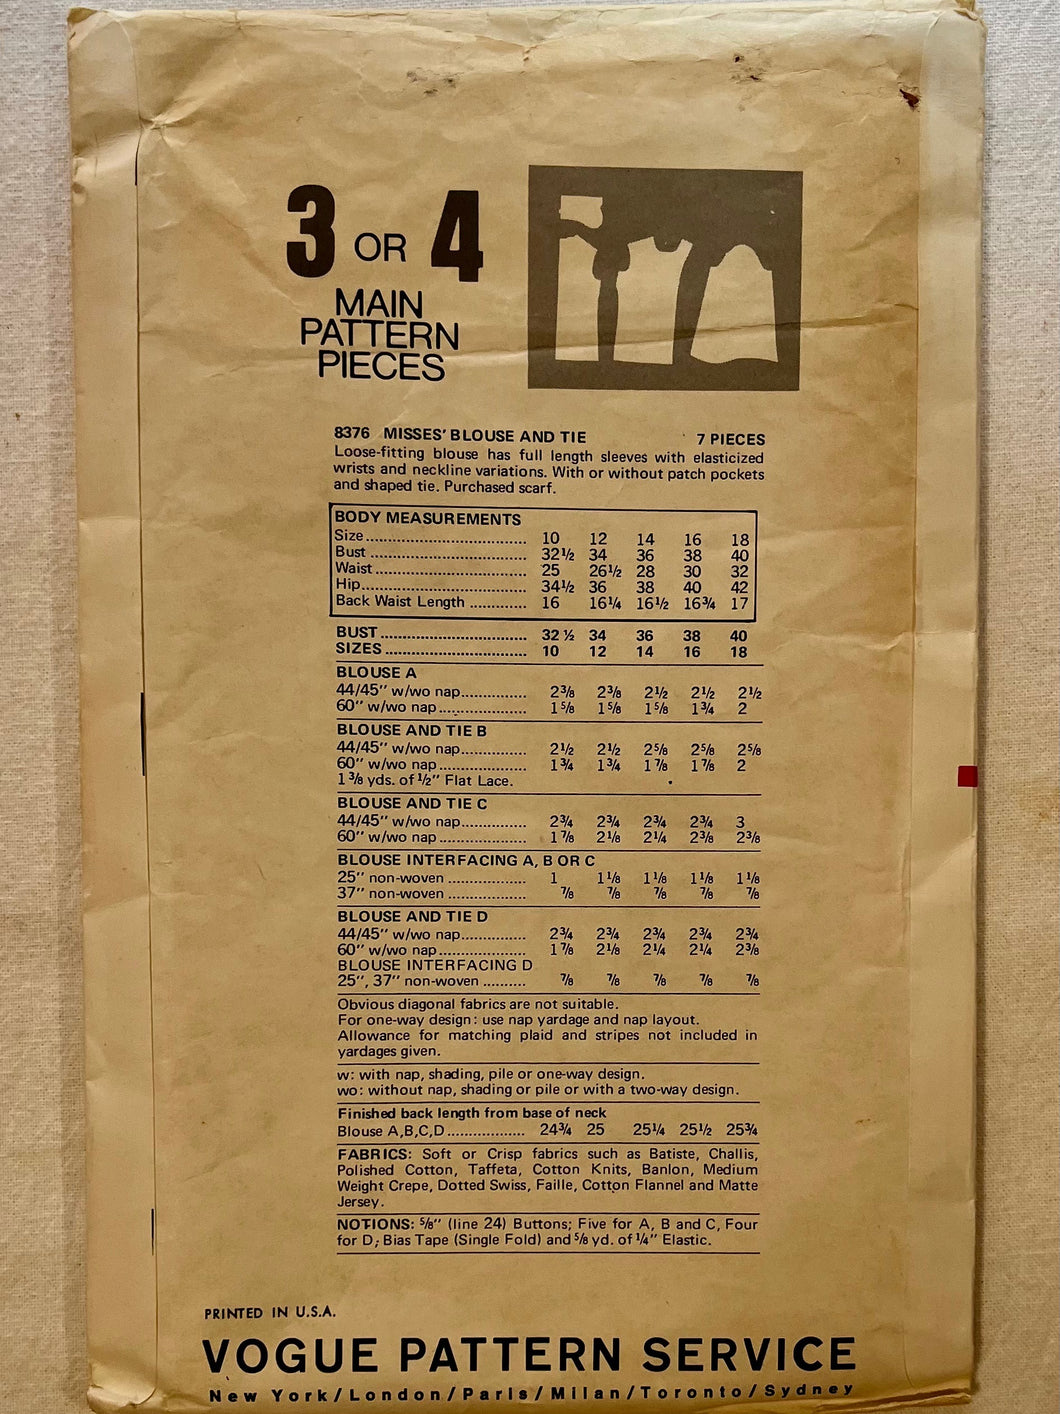 3 OR 4
MAIN
PATTERN
PIECES
8376 MISSES' BLOUSE AND TIE 7 PIECES
Loose-fitting blouse has full length sleeves with elasticized
wrists and neckline variations. With or without patch pockets
and shaped tie. Purchased scarf.
BODY MEASUREMENTS
Size 10 12 14 16 18
Bust 32½ 34 36 38 40
Waist 25 26½ 28 30 32
Hip 34½ 36 38 40 42
Back Waist Length 16 16¼ 16½ 16¾ 17
BUST 32 ½ 34 36 38 40
SIZES 10 12 14 16 18
BLOUSE A
44/45" w/wo nap 2⅜ 2⅜ 2½ 2½ 2½
60" w/wo nap 1⅝ 1⅝ 1⅝ 1¾ 2
BLOUSE AND TIE B
44/45" w/wo nap 2½ 2½ 2⅝ 2⅝ 2⅝
60" w/wo nap 1¾ 1¾ 1⅞ 1⅞ 2
1⅜ yds. of ½" Flat Lace.
BLOUSE AND TIE C
44/45" w/wo nap 2¾ 2¾ 2¾ 2¾ 3
60" w/wo nap 1⅞ 2⅛ 2¼ 2⅜ 2⅜
BLOUSE INTERFACING A, B OR C
25" non-woven 1 1⅛ 1⅛ 1⅛ 1⅛
37" non-woven ⅞ ⅞ ⅞ ⅞ ⅞
BLOUSE AND TIE D
44/45" w/wo nap 2¾ 2¾ 2¾ 2¾ 2¾
60" w/wo nap 1⅞ 2⅛ 2¼ 2¼ 2⅜
BLOUSE INTERFACING D
25", 37" non-woven ⅞ ⅞ ⅞ ⅞ ⅞
Obvious diagonal fabrics are not suitable.
For one-way design: use nap yardage and nap layout.
Allowance for matching plaid and stripes not included in
yardages given.
w: with nap, shading, pile or one-way design.
wo: without nap, shading or pile or with a two-way design.
Finished back length from base of neck
Blouse A,B,C,D 24¾ 25 25¼ 25½ 25¾
FABRICS: Soft or Crisp fabrics such as Batiste, Challis,
Polished Cotton, Taffeta, Cotton Knits, Banlon, Medium
Weight Crepe, Dotted Swiss, Faille, Cotton Flannel and Matte
Jersey.
NOTIONS: ⅝" (line 24) Buttons; Five for A, B and C, Four
for D; Bias Tape (Single Fold) and ⅝ yd. of ¼" Elastic.
PRINTED IN U.S.A.
VOGUE PATTERN SERVICE
New York/London/Paris/Milan/Toronto/Sydney